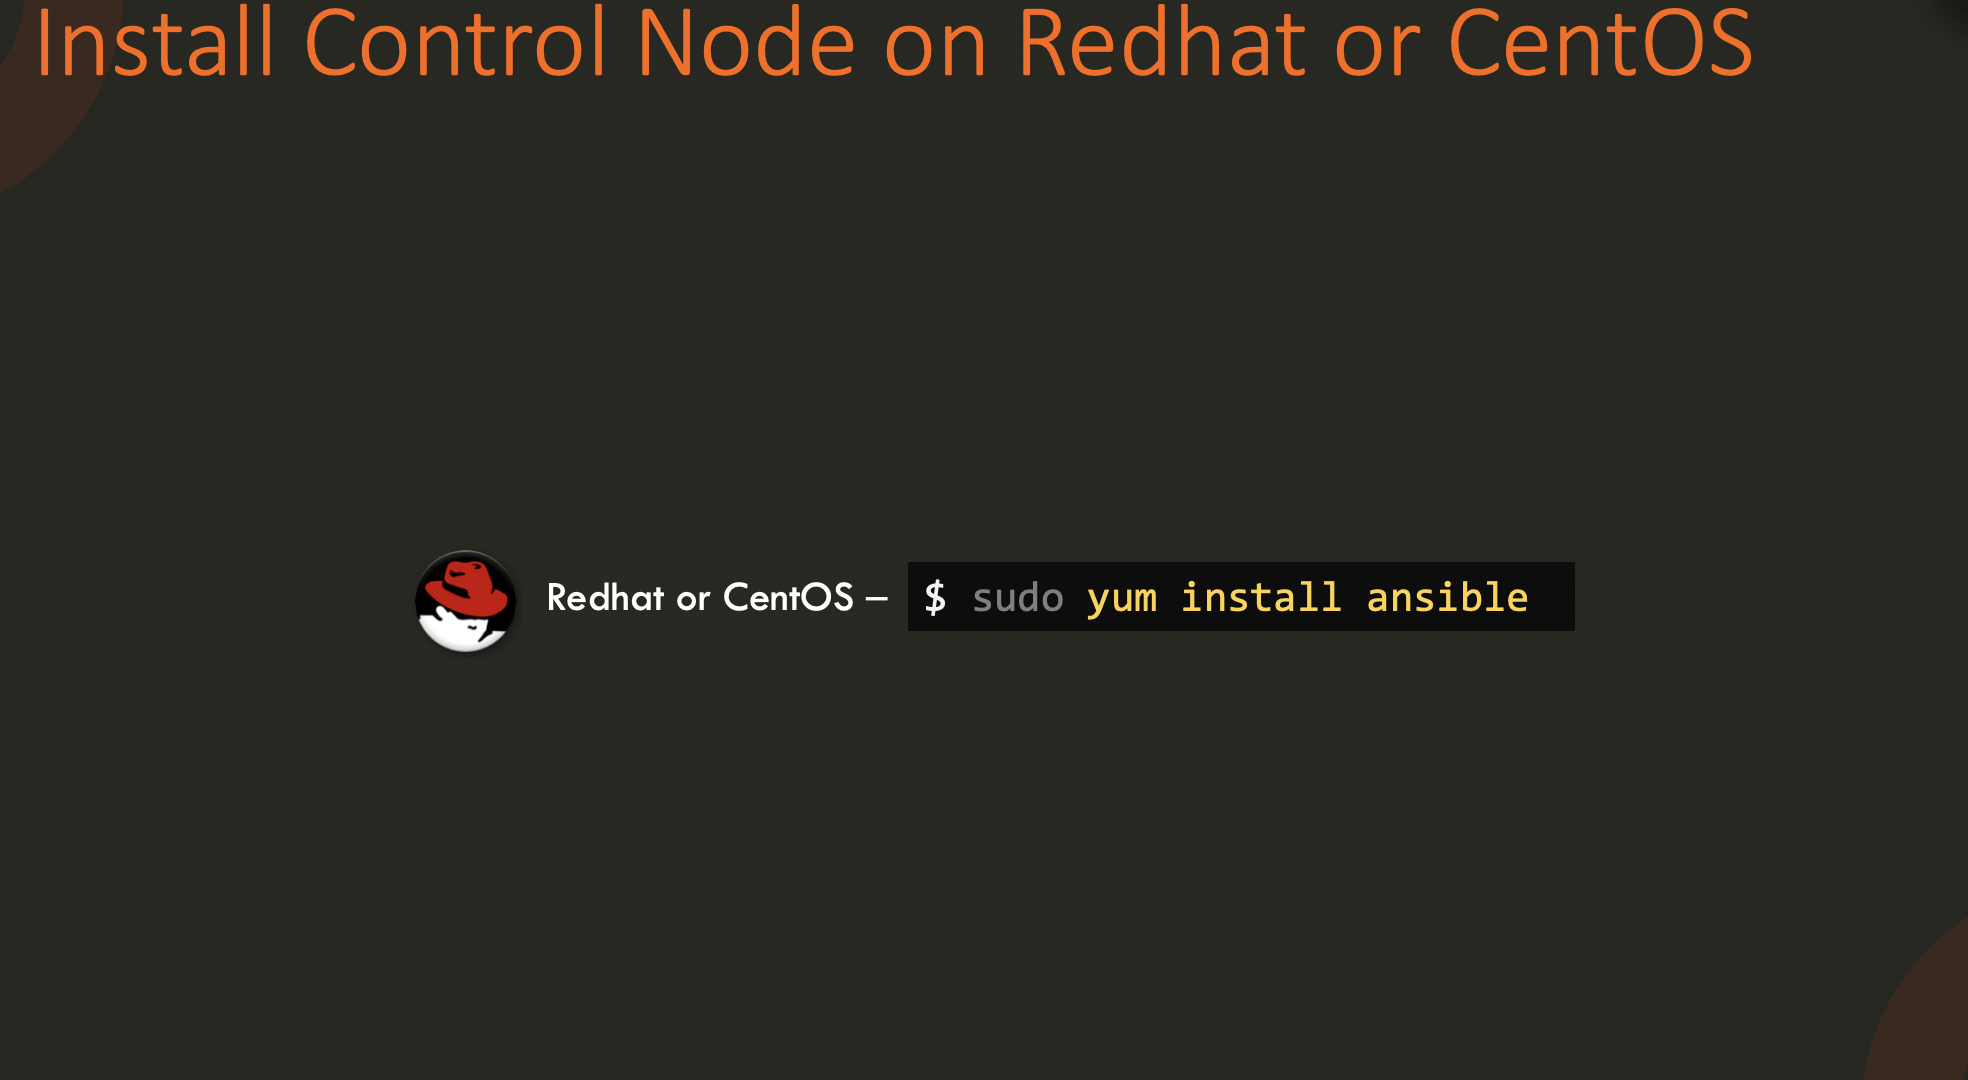 Install Control Node on Redhat or CentOS
Redhat or CentOS – $ sudo yum install ansible